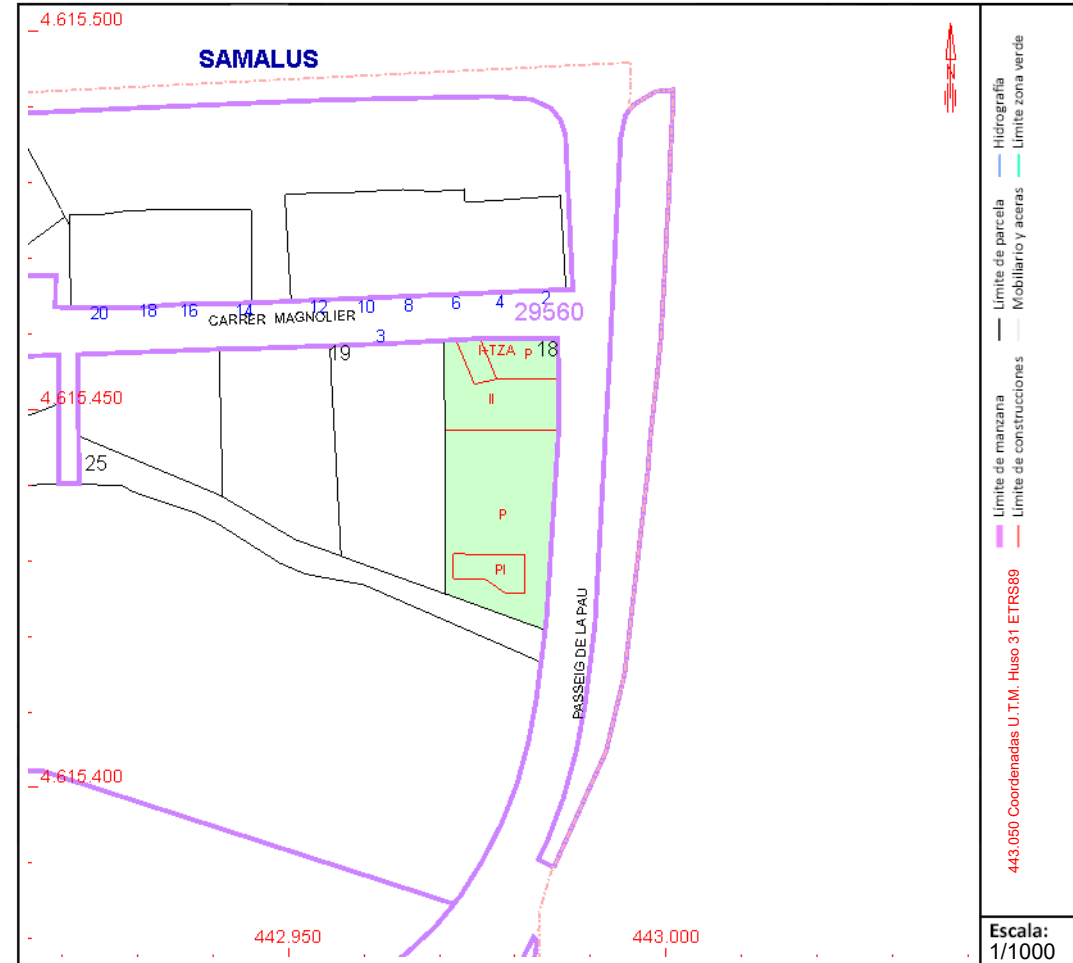 4.615.500
SAMALUS
N
20
18
16
14
12
10
8
6
4
2
29560
CARRER MAGNOLIER
3
19
I+TZA
P
18
4.615.450
II
25
P
PI
PASSEIG DE LA PAU
4.615.400
442.950
443.000
Hidrografía
Límite zona verde
Límite de parcela
Mobiliario y aceras
Límite de manzana
Límite de construcciones
443.050 Coordenadas U.T.M. Huso 31 ETRS89
Escala:
1/1000